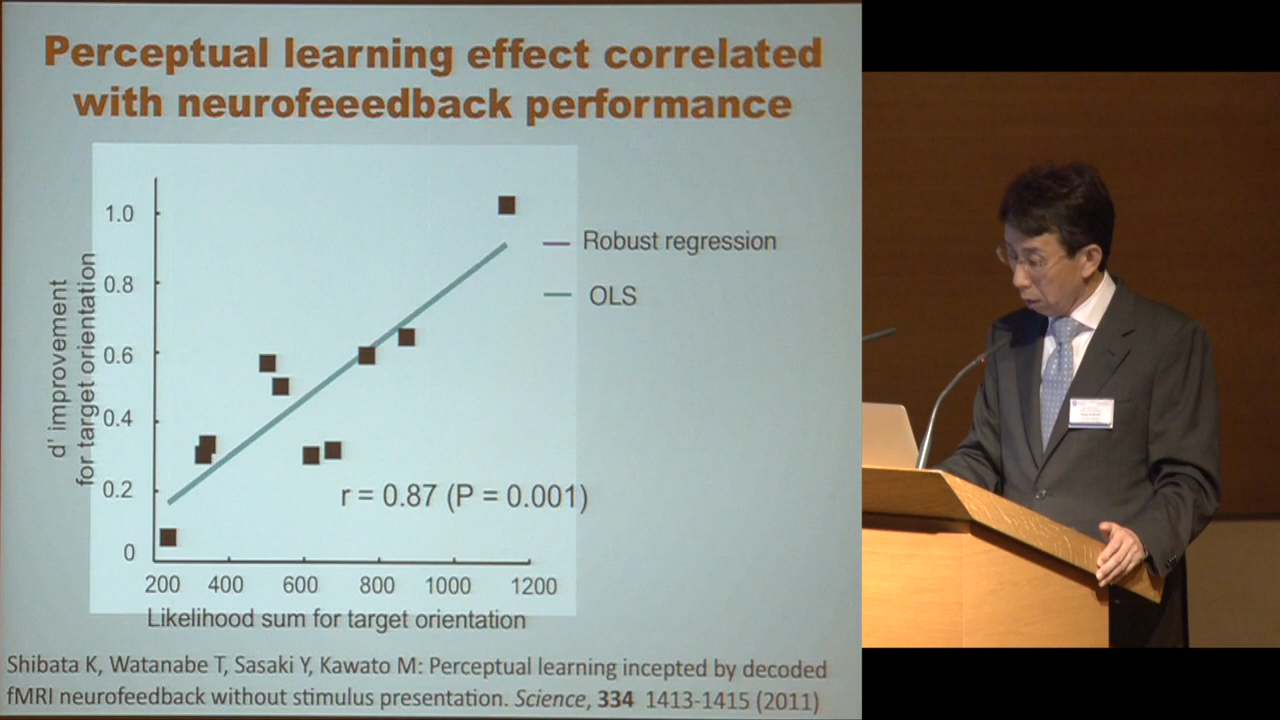 Perceptual learning effect correlated
with neurofeeedback performance
1.0
0.8
0.6
0.4
0.2
0
d' improvement
for target orientation
Robust regression
OLS
r = 0.87 (P = 0.001)
200 400 600 800 1000 1200
Likelihood sum for target orientation
Shibata K, Watanabe T, Sasaki Y, Kawato M: Perceptual learning incepted by decoded
fMRI neurofeedback without stimulus presentation. Science, 334 1413-1415 (2011)